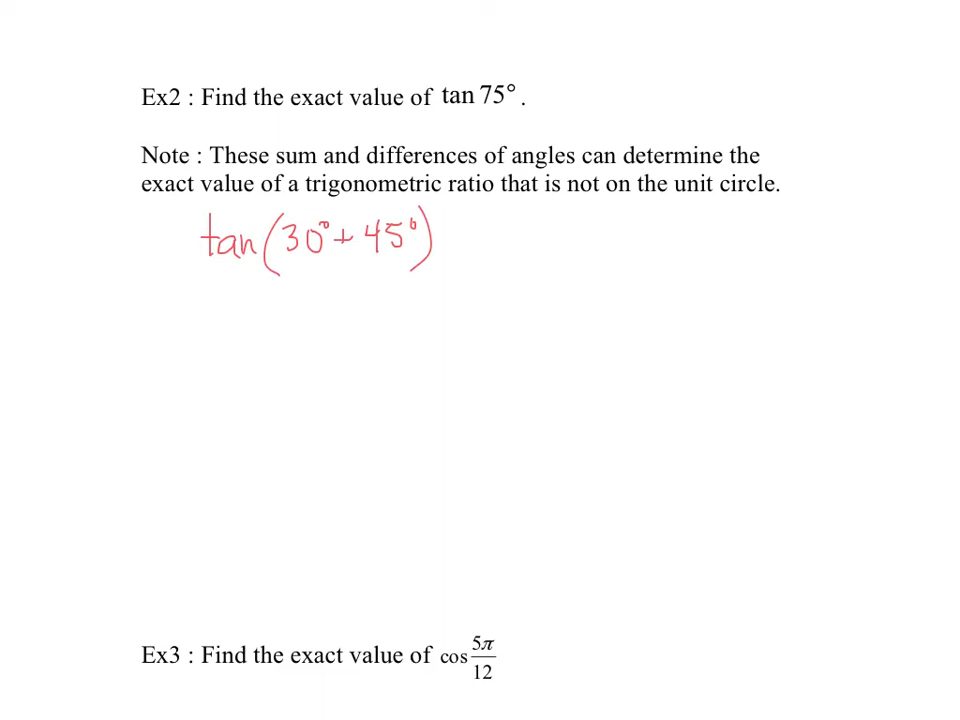 Ex2 : Find the exact value of tan 75° .
Note : These sum and differences of angles can determine the
exact value of a trigonometric ratio that is not on the unit circle.
tan(30° + 45°)
Ex3 : Find the exact value of cos 5π/12